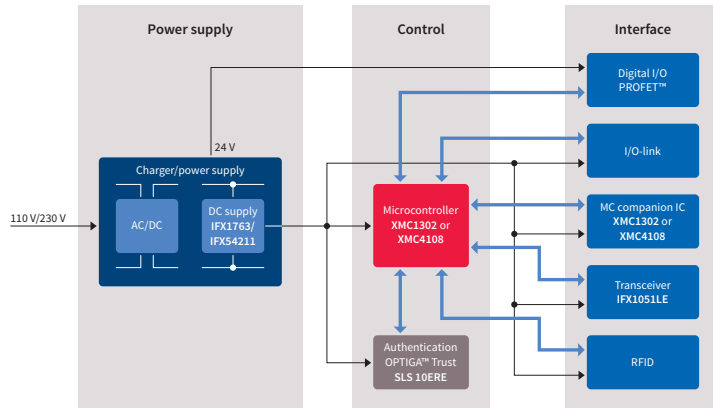 Power supply
Control
Interface
Digital I/O
PROFET™
24 V
I/O-link
Charger/power supply
AC/DC
DC supply
IFX1763/
IFX54211
110 V/230 V
Microcontroller
XMC1302 or
XMC4108
MC companion IC
XMC1302 or
XMC4108
Transceiver
IFX1051LE
Authentication
OPTIGA™ Trust
SLS 10ERE
RFID